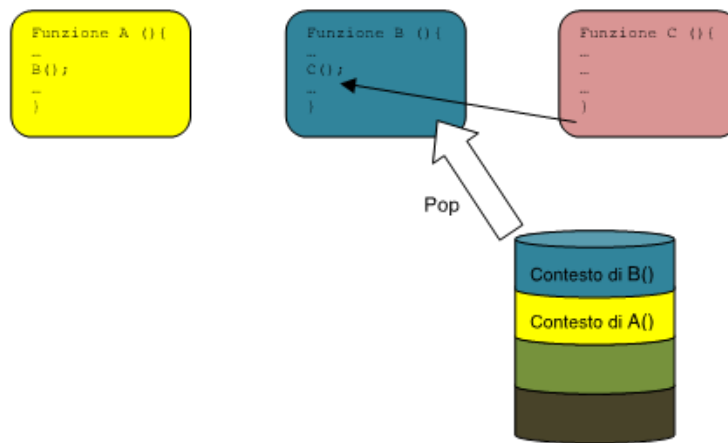 Funzione A (){
…
B();
…
}
Funzione B (){
…
C();
…
}
Funzione C (){
…
…
…
}
Pop
Contesto di B()
Contesto di A()